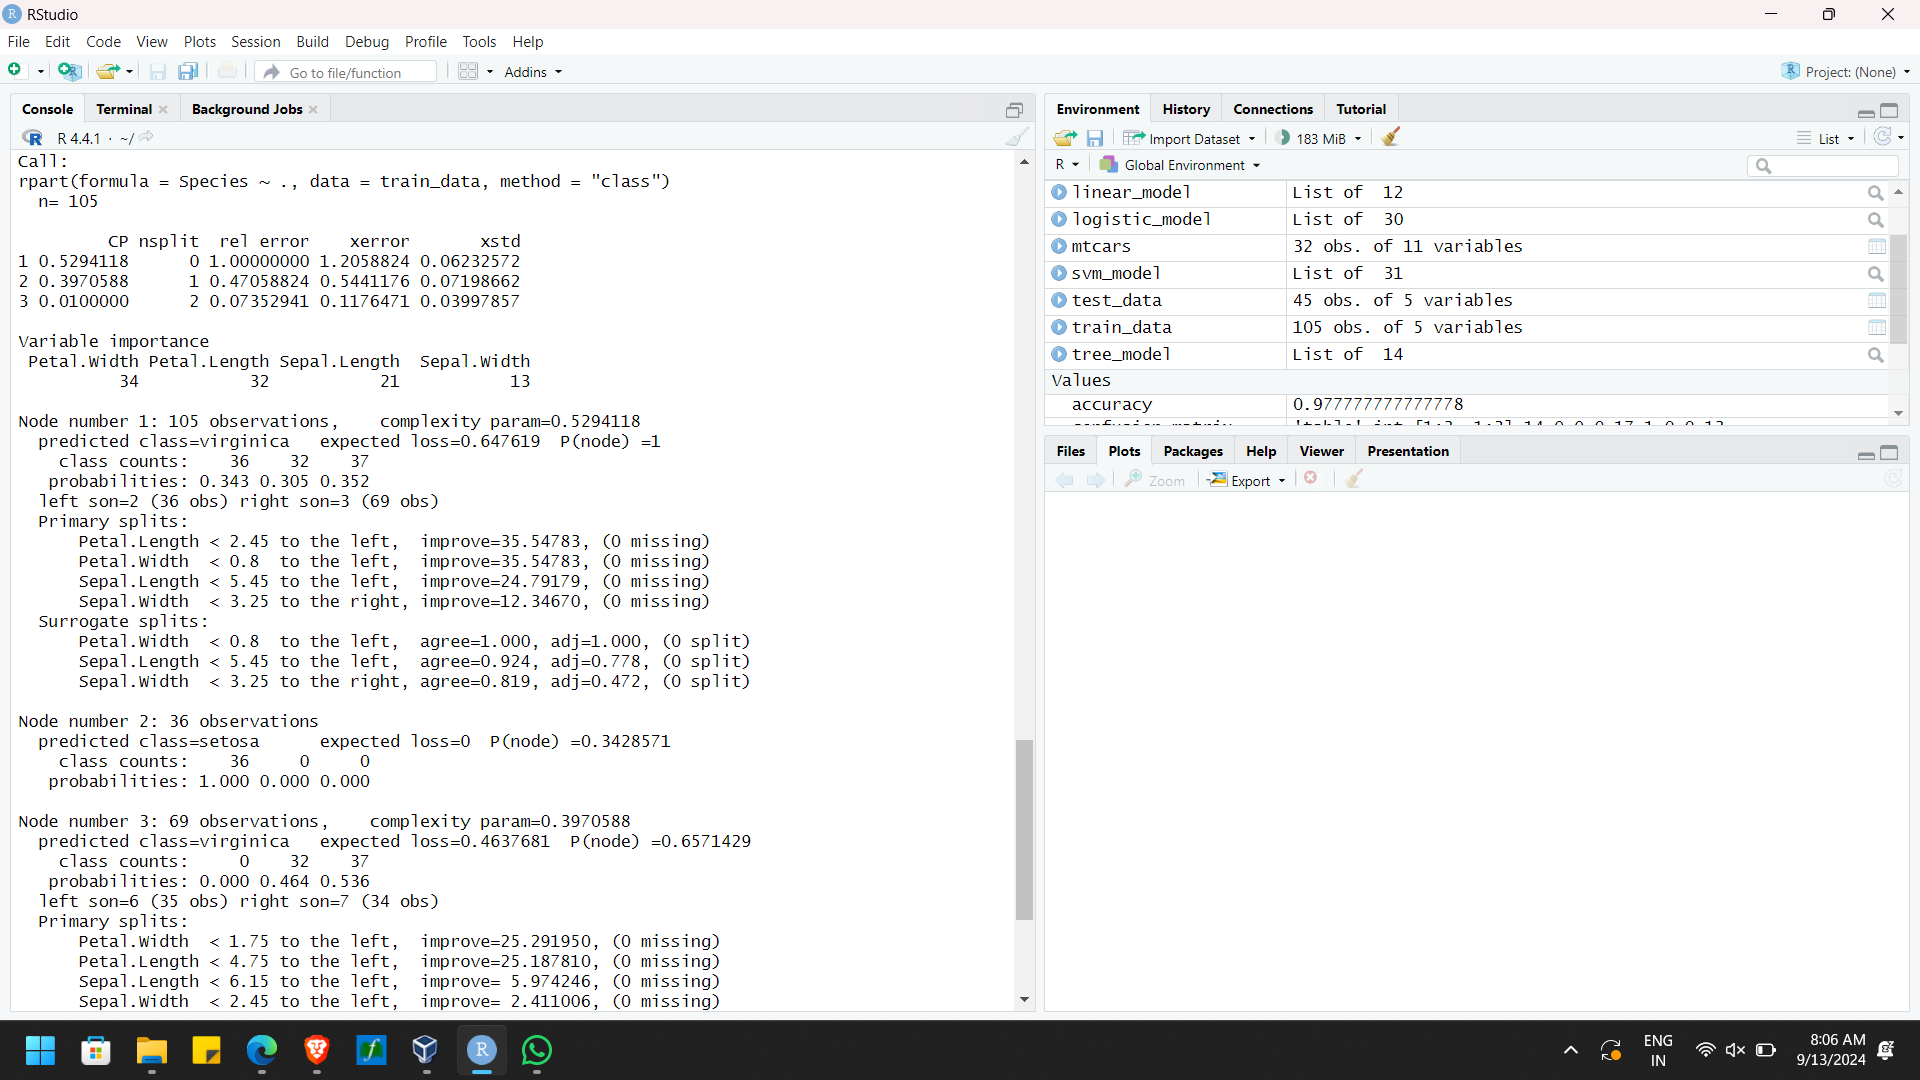 RStudio
File Edit Code View Plots Session Build Debug Profile Tools Help
Go to file/function Addins Project: (None)
Console Terminal Background Jobs
R 4.4.1 · ~/
Call:
rpart(formula = Species ~ ., data = train_data, method = "class")
  n= 105
         CP nsplit  rel error    xerror       xstd
1 0.5294118      0 1.00000000 1.2058824 0.06232572
2 0.3970588      1 0.47058824 0.5441176 0.07198662
3 0.0100000      2 0.07352941 0.1176471 0.03997857
Variable importance
 Petal.Width Petal.Length Sepal.Length  Sepal.Width
          34           32           21           13
Node number 1: 105 observations,    complexity param=0.5294118
  predicted class=virginica   expected loss=0.647619  P(node) =1
    class counts:    36    32    37
   probabilities: 0.343 0.305 0.352
  left son=2 (36 obs) right son=3 (69 obs)
  Primary splits:
      Petal.Length < 2.45 to the left,  improve=35.54783, (0 missing)
      Petal.Width  < 0.8  to the left,  improve=35.54783, (0 missing)
      Sepal.Length < 5.45 to the left,  improve=24.79179, (0 missing)
      Sepal.Width  < 3.25 to the right, improve=12.34670, (0 missing)
  Surrogate splits:
      Petal.Width  < 0.8  to the left,  agree=1.000, adj=1.000, (0 split)
      Sepal.Length < 5.45 to the left,  agree=0.924, adj=0.778, (0 split)
      Sepal.Width  < 3.25 to the right, agree=0.819, adj=0.472, (0 split)
Node number 2: 36 observations
  predicted class=setosa      expected loss=0  P(node) =0.3428571
    class counts:    36     0     0
   probabilities: 1.000 0.000 0.000
Node number 3: 69 observations,    complexity param=0.3970588
  predicted class=virginica   expected loss=0.4637681  P(node) =0.6571429
    class counts:     0    32    37
   probabilities: 0.000 0.464 0.536
  left son=6 (35 obs) right son=7 (34 obs)
  Primary splits:
      Petal.Width  < 1.75 to the left,  improve=25.291950, (0 missing)
      Petal.Length < 4.75 to the left,  improve=25.187810, (0 missing)
      Sepal.Length < 6.15 to the left,  improve= 5.974246, (0 missing)
      Sepal.Width  < 2.45 to the left,  improve= 2.411006, (0 missing)
Environment History Connections Tutorial
Import Dataset 183 MiB List
R Global Environment
linear_model List of  12
logistic_model List of  30
mtcars 32 obs. of 11 variables
svm_model List of  31
test_data 45 obs. of 5 variables
train_data 105 obs. of 5 variables
tree_model List of  14
Values
accuracy 0.977777777777778
Files Plots Packages Help Viewer Presentation
Zoom Export
ENG
IN
8:06 AM
9/13/2024